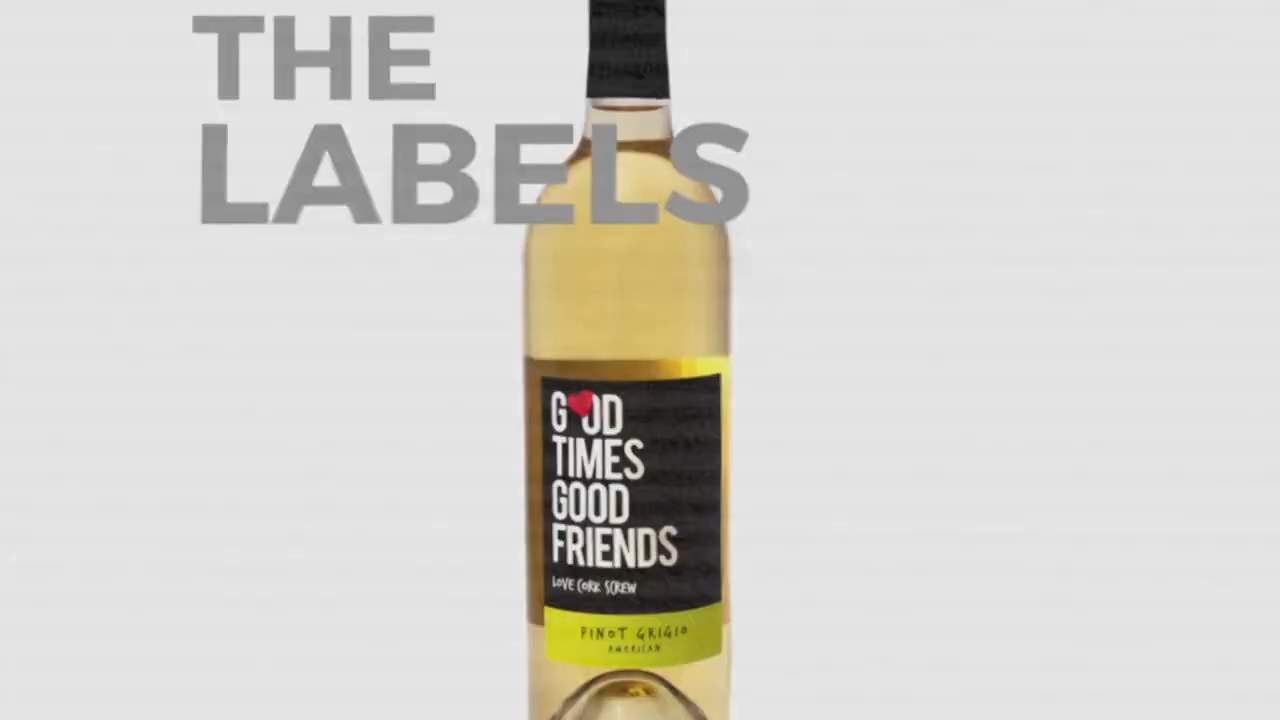 THE
LABELS
GOOD
TIMES
GOOD
FRIENDS
LOVE CORK SCREW
PINOT GRIGIO
AMERICAN